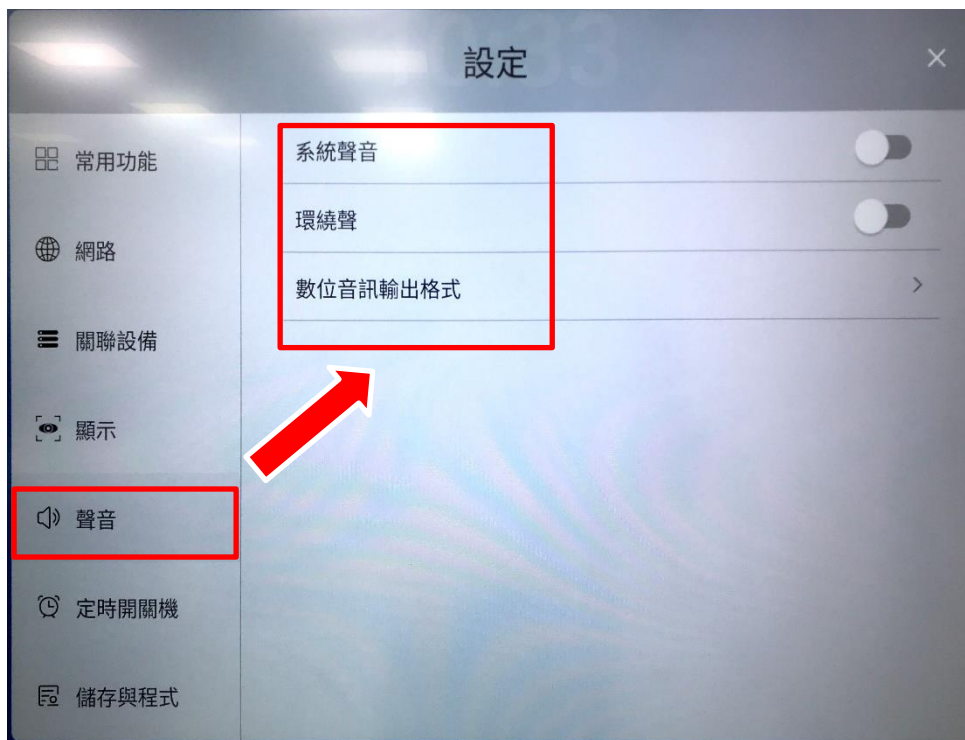 設定
常用功能
網路
關聯設備
顯示
聲音
定時開關機
儲存與程式
系統聲音
環繞聲
數位音訊輸出格式